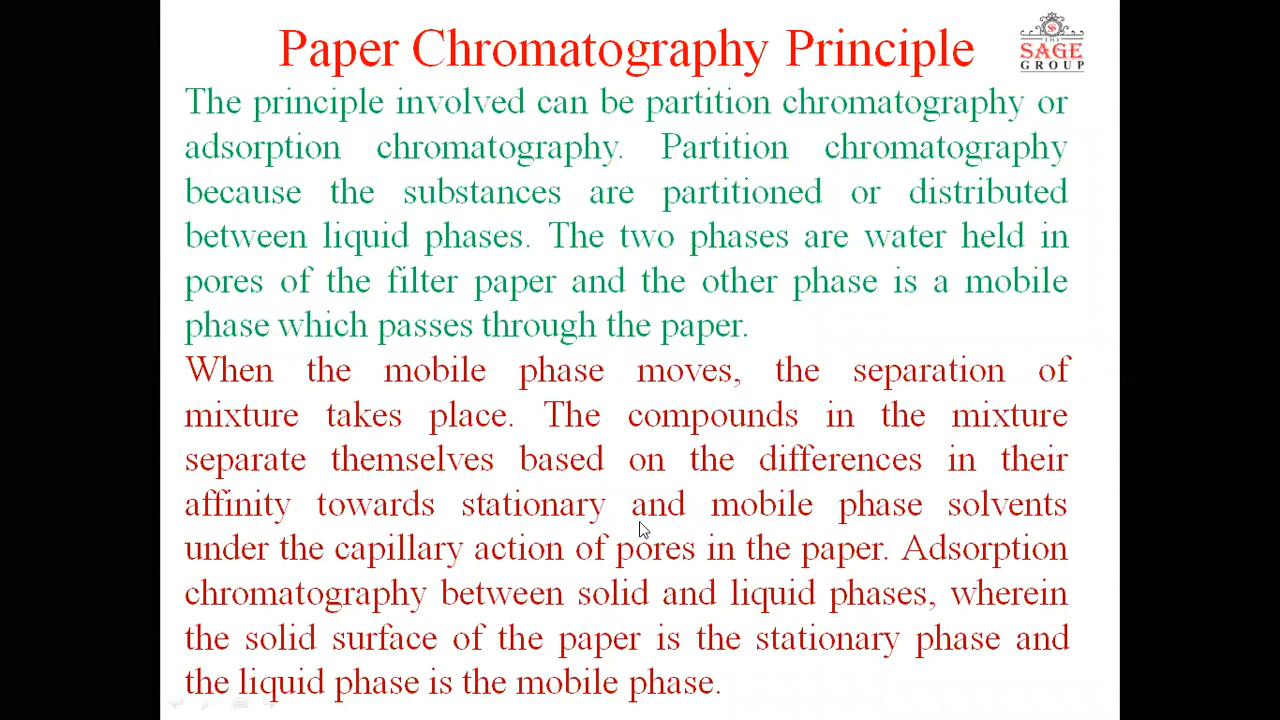 Paper Chromatography Principle
THE
SAGE
GROUP
The principle involved can be partition chromatography or
adsorption chromatography. Partition chromatography
because the substances are partitioned or distributed
between liquid phases. The two phases are water held in
pores of the filter paper and the other phase is a mobile
phase which passes through the paper.
When the mobile phase moves, the separation of
mixture takes place. The compounds in the mixture
separate themselves based on the differences in their
affinity towards stationary and mobile phase solvents
under the capillary action of pores in the paper. Adsorption
chromatography between solid and liquid phases, wherein
the solid surface of the paper is the stationary phase and
the liquid phase is the mobile phase.